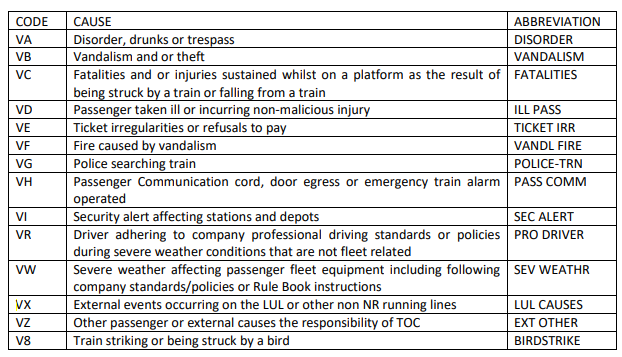 CODE CAUSE ABBREVIATION
VA Disorder, drunks or trespass DISORDER
VB Vandalism and or theft VANDALISM
VC Fatalities and or injuries sustained whilst on a platform as the result of FATALITIES
being struck by a train or falling from a train
VD Passenger taken ill or incurring non-malicious injury ILL PASS
VE Ticket irregularities or refusals to pay TICKET IRR
VF Fire caused by vandalism VANDL FIRE
VG Police searching train POLICE-TRN
VH Passenger Communication cord, door egress or emergency train alarm PASS COMM
operated
VI Security alert affecting stations and depots SEC ALERT
VR Driver adhering to company professional driving standards or policies PRO DRIVER
during severe weather conditions that are not fleet related
VW Severe weather affecting passenger fleet equipment including following SEV WEATHR
company standards/policies or Rule Book instructions
VX External events occurring on the LUL or other non NR running lines LUL CAUSES
VZ Other passenger or external causes the responsibility of TOC EXT OTHER
V8 Train striking or being struck by a bird BIRDSTRIKE